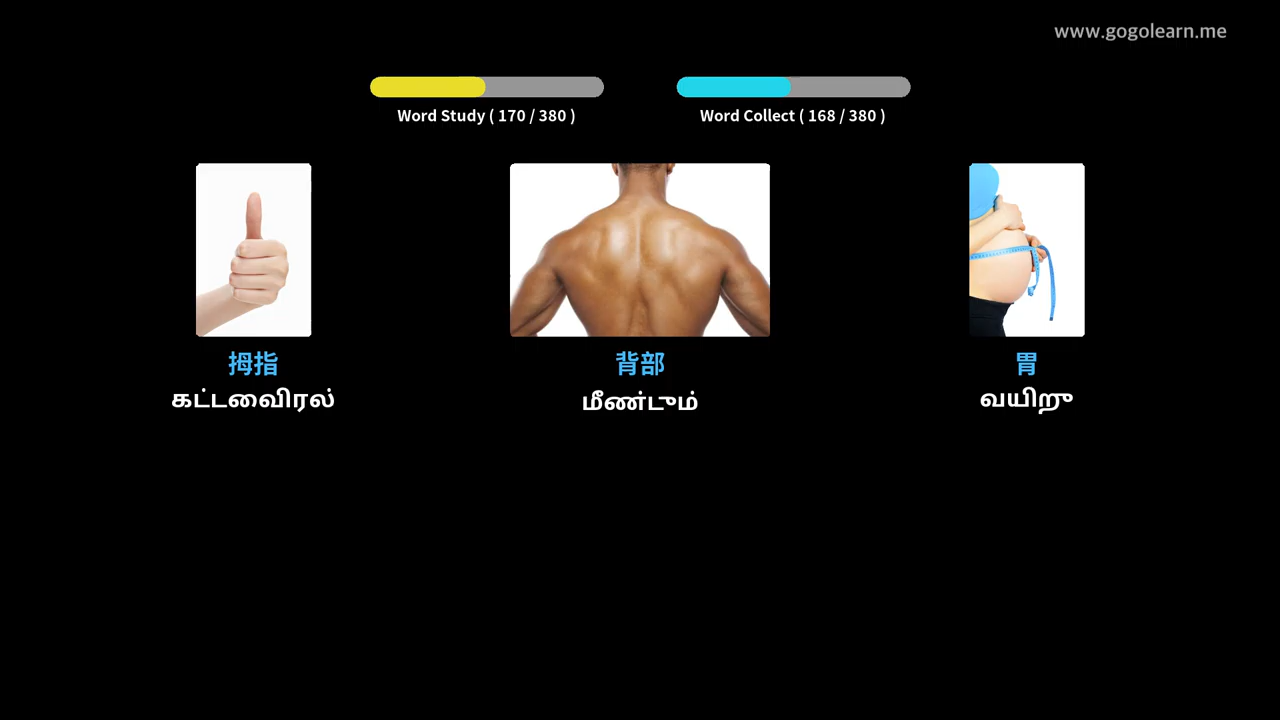 www.gogolearn.me
Word Study ( 170 / 380 )
Word Collect ( 168 / 380 )
拇指
背部
胃
கட்டைவிரல்
மீண்டும்
வயிறு